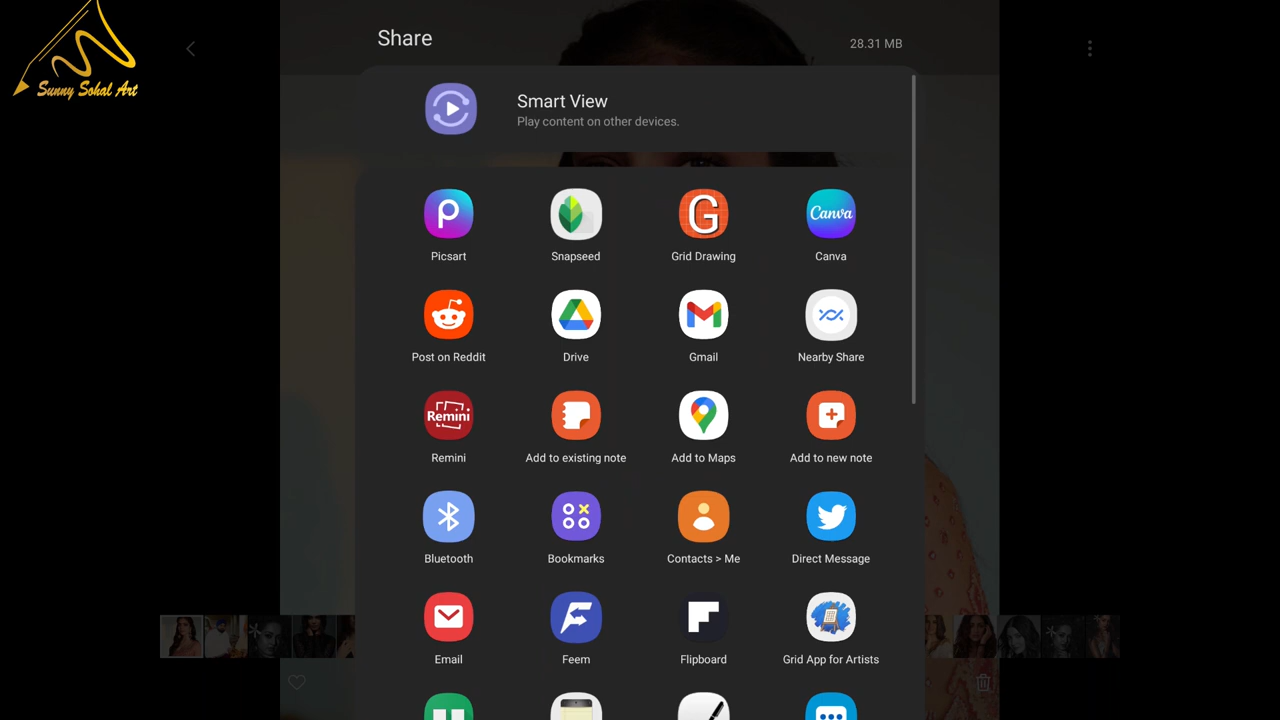 Sunny Sohal Art
Share
28.31 MB
Smart View
Play content on other devices.
Canva
Picsart
Snapseed
Grid Drawing
Canva
Post on Reddit
Drive
Gmail
Nearby Share
Remini
Remini
Add to existing note
Add to Maps
Add to new note
Bluetooth
Bookmarks
Contacts > Me
Direct Message
Email
Feem
Flipboard
Grid App for Artists